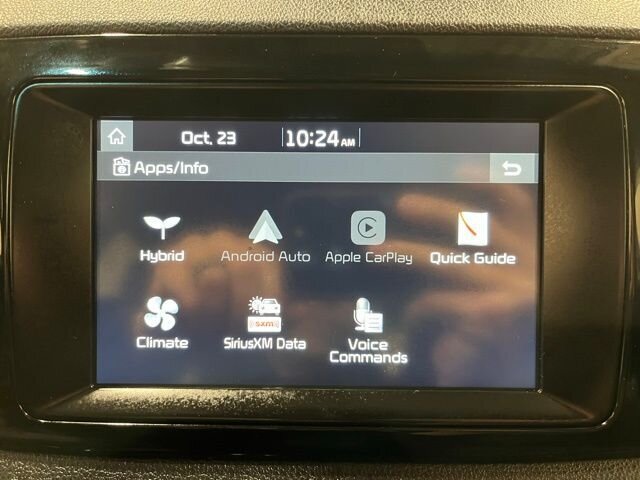 Oct. 23 10:24 AM
Apps/Info
Hybrid Android Auto Apple CarPlay Quick Guide
sxm
Climate SiriusXM Data Voice
Commands